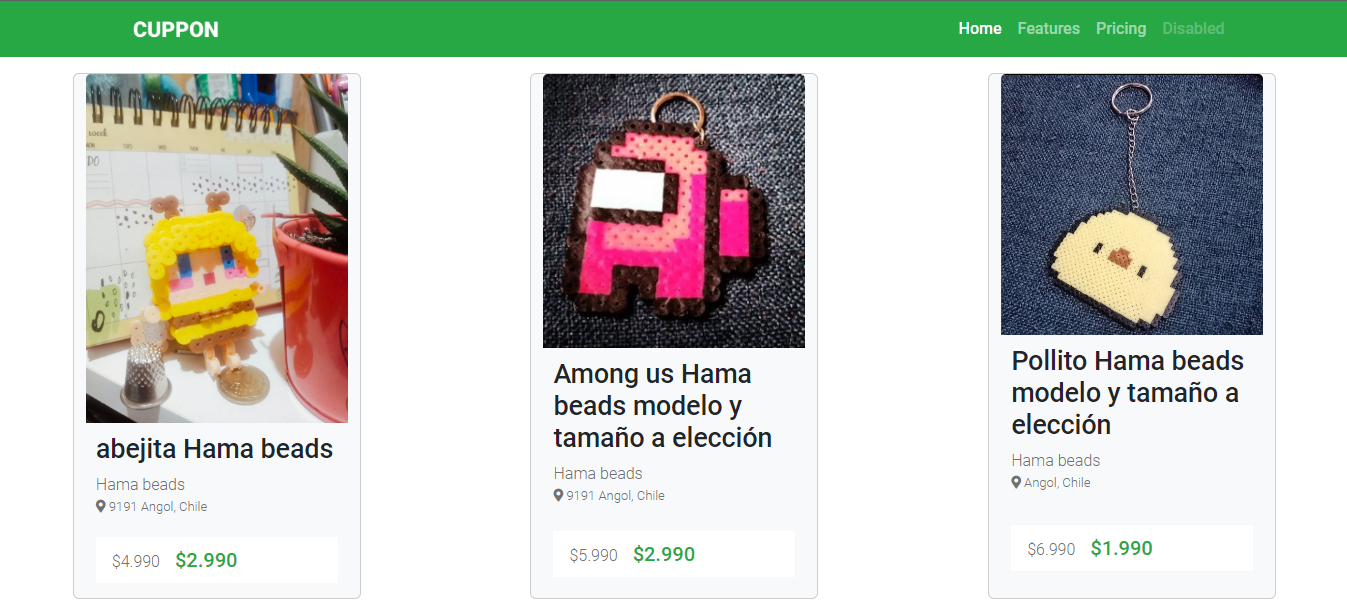 CUPPON
Home Features Pricing Disabled
week
abejita Hama beads
Hama beads
9191 Angol, Chile
$4.990 $2.990
Among us Hama
beads modelo y
tamaño a elección
Hama beads
9191 Angol, Chile
$5.990 $2.990
Pollito Hama beads
modelo y tamaño a
elección
Hama beads
Angol, Chile
$6.990 $1.990